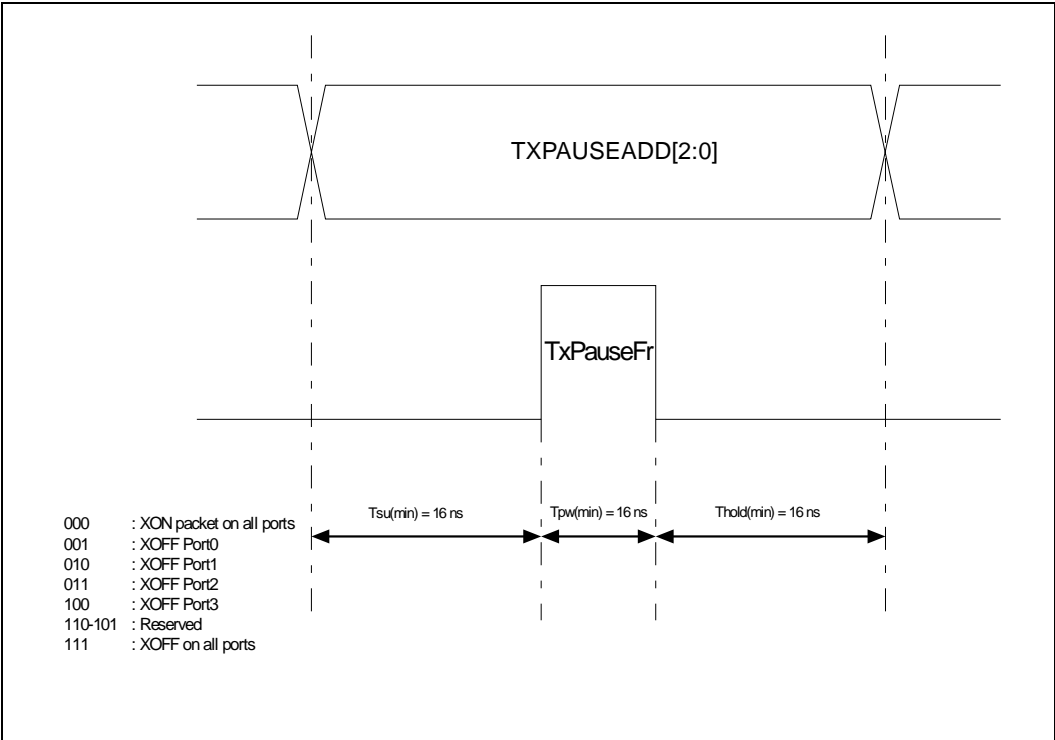 TXPAUSEADD[2:0]
TxPauseFr
Tsu(min) = 16 ns
Tpw(min) = 16 ns
Thold(min) = 16 ns
000 : XON packet on all ports
001 : XOFF Port0
010 : XOFF Port1
011 : XOFF Port2
100 : XOFF Port3
110-101 : Reserved
111 : XOFF on all ports